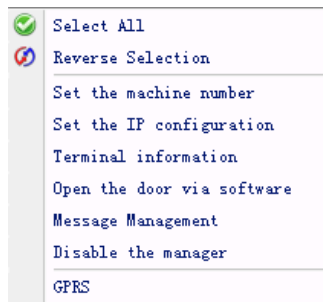 Select All
Reverse Selection
Set the machine number
Set the IP configuration
Terminal information
Open the door via software
Message Management
Disable the manager
GPRS